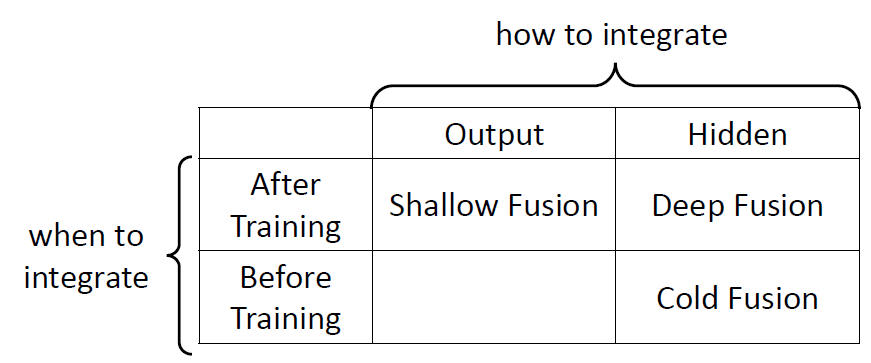 how to integrate
Output Hidden
After
Training
Shallow Fusion Deep Fusion
when to
integrate
Before
Training
Cold Fusion